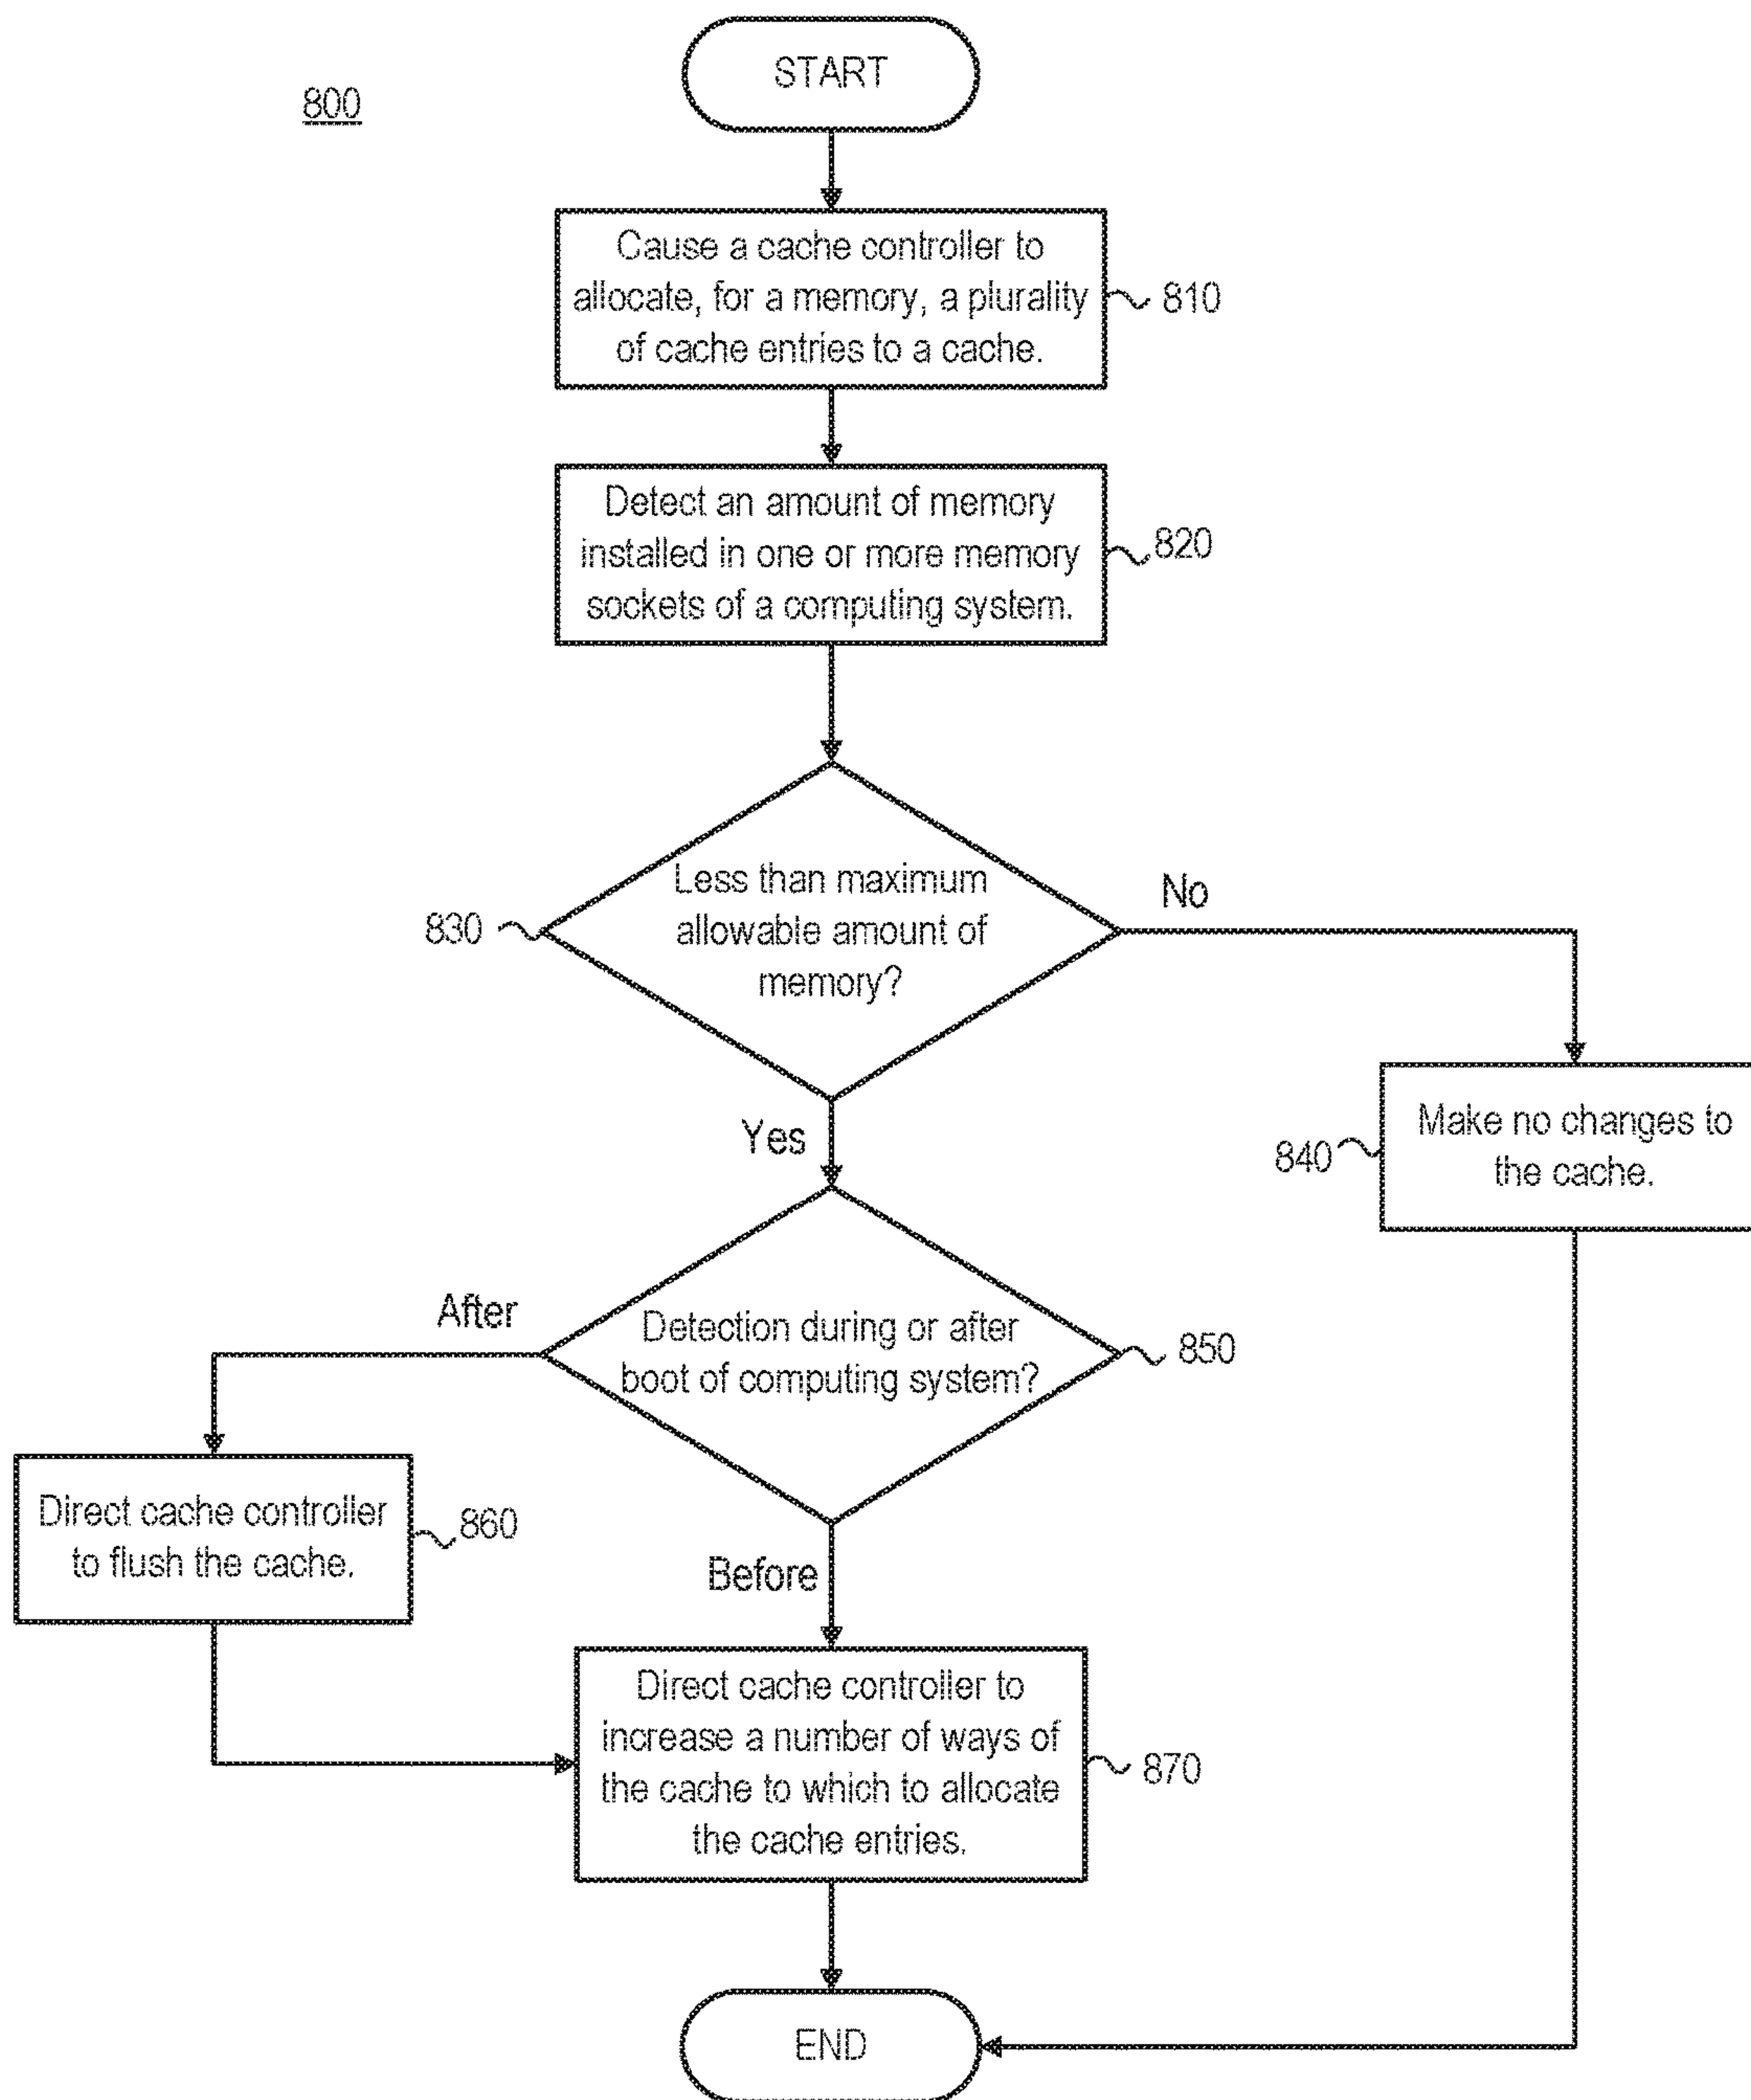 START
800
Cause a cache controller to
allocate, for a memory, a plurality
of cache entries to a cache.
810
Detect an amount of memory
installed in one or more memory
sockets of a computing system.
820
Less than maximum
allowable amount of
memory?
830
No
Yes
Make no changes to
the cache.
840
After
Detection during or after
boot of computing system?
850
Direct cache controller
to flush the cache.
860
Before
Direct cache controller to
increase a number of ways of
the cache to which to allocate
the cache entries.
870
END